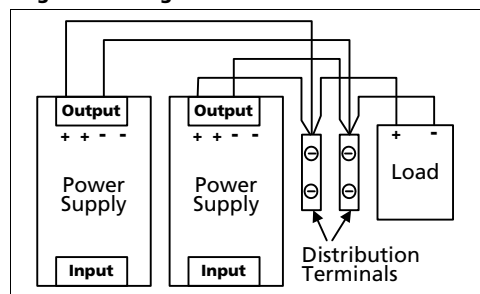 Output
+ + - -
Power
Supply
Input
Output
+ + - -
Power
Supply
Input
+ -
Load
Distribution
Terminals